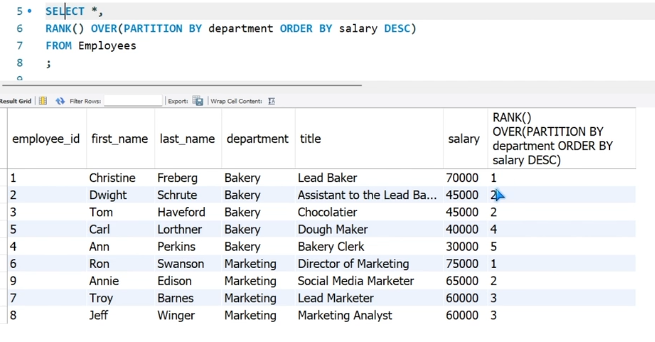 5 SELECT *,
6 RANK() OVER(PARTITION BY department ORDER BY salary DESC)
7 FROM Employees
8 ;
9
Result Grid Filter Rows: Export: Wrap Cell Content:
employee_id first_name last_name department title salary RANK()
OVER(PARTITION BY
department ORDER BY
salary DESC)
1 Christine Freberg Bakery Lead Baker 70000 1
2 Dwight Schrute Bakery Assistant to the Lead Ba... 45000 2
3 Tom Haveford Bakery Chocolatier 45000 2
5 Carl Lorthner Bakery Dough Maker 40000 4
4 Ann Perkins Bakery Bakery Clerk 30000 5
6 Ron Swanson Marketing Director of Marketing 75000 1
9 Annie Edison Marketing Social Media Marketer 65000 2
7 Troy Barnes Marketing Lead Marketer 60000 3
8 Jeff Winger Marketing Marketing Analyst 60000 3